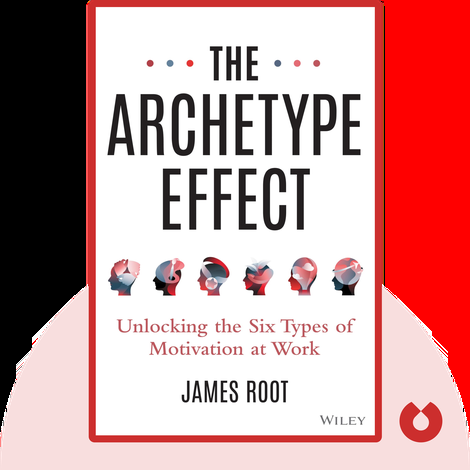 THE
ARCHETYPE
EFFECT
Unlocking the Six Types of
Motivation at Work
JAMES ROOT
WILEY